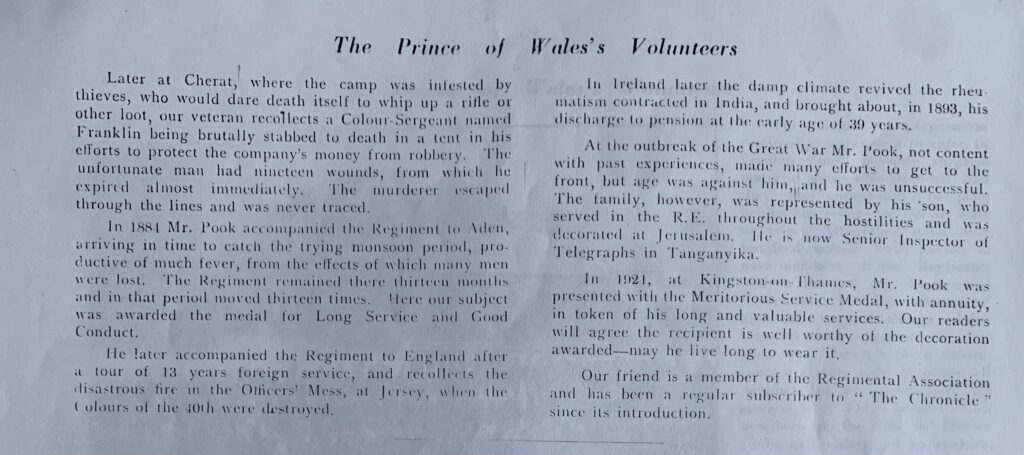 The Prince of Wales's Volunteers
Later at Cherat, where the camp was infested by
thieves, who would dare death itself to whip up a rifle or
other loot, our veteran recollects a Colour-Sergeant named
Franklin being brutally stabbed to death in a tent in his
efforts to protect the company's money from robbery. The
unfortunate man had nineteen wounds, from which he
expired almost immediately. The murderer escaped
through the lines and was never traced.
In 1884 Mr. Pook accompanied the Regiment to Aden,
arriving in time to catch the trying monsoon period, pro-
ductive of much fever, from the effects of which many men
were lost. The Regiment remained there thirteen months
and in that period moved thirteen times. Here our subject
was awarded the medal for Long Service and Good
Conduct.
He later accompanied the Regiment to England after
a tour of 13 years foreign service, and recollects the
disastrous fire in the Officers' Mess, at Jersey, when the
Colours of the 40th were destroyed.
In Ireland later the damp climate revived the rheu-
matism contracted in India, and brought about, in 1893, his
discharge to pension at the early age of 39 years.
At the outbreak of the Great War Mr. Pook, not content
with past experiences, made many efforts to get to the
front, but age was against him, and he was unsuccessful.
The family, however, was represented by his son, who
served in the R.E. throughout the hostilities and was
decorated at Jerusalem. He is now Senior Inspector of
Telegraphs in Tanganyika.
In 1921, at Kingston-on-Thames, Mr. Pook was
presented with the Meritorious Service Medal, with annuity,
in token of his long and valuable services. Our readers
will agree the recipient is well worthy of the decoration
awarded—may he live long to wear it.
Our friend is a member of the Regimental Association
and has been a regular subscriber to "The Chronicle"
since its introduction.